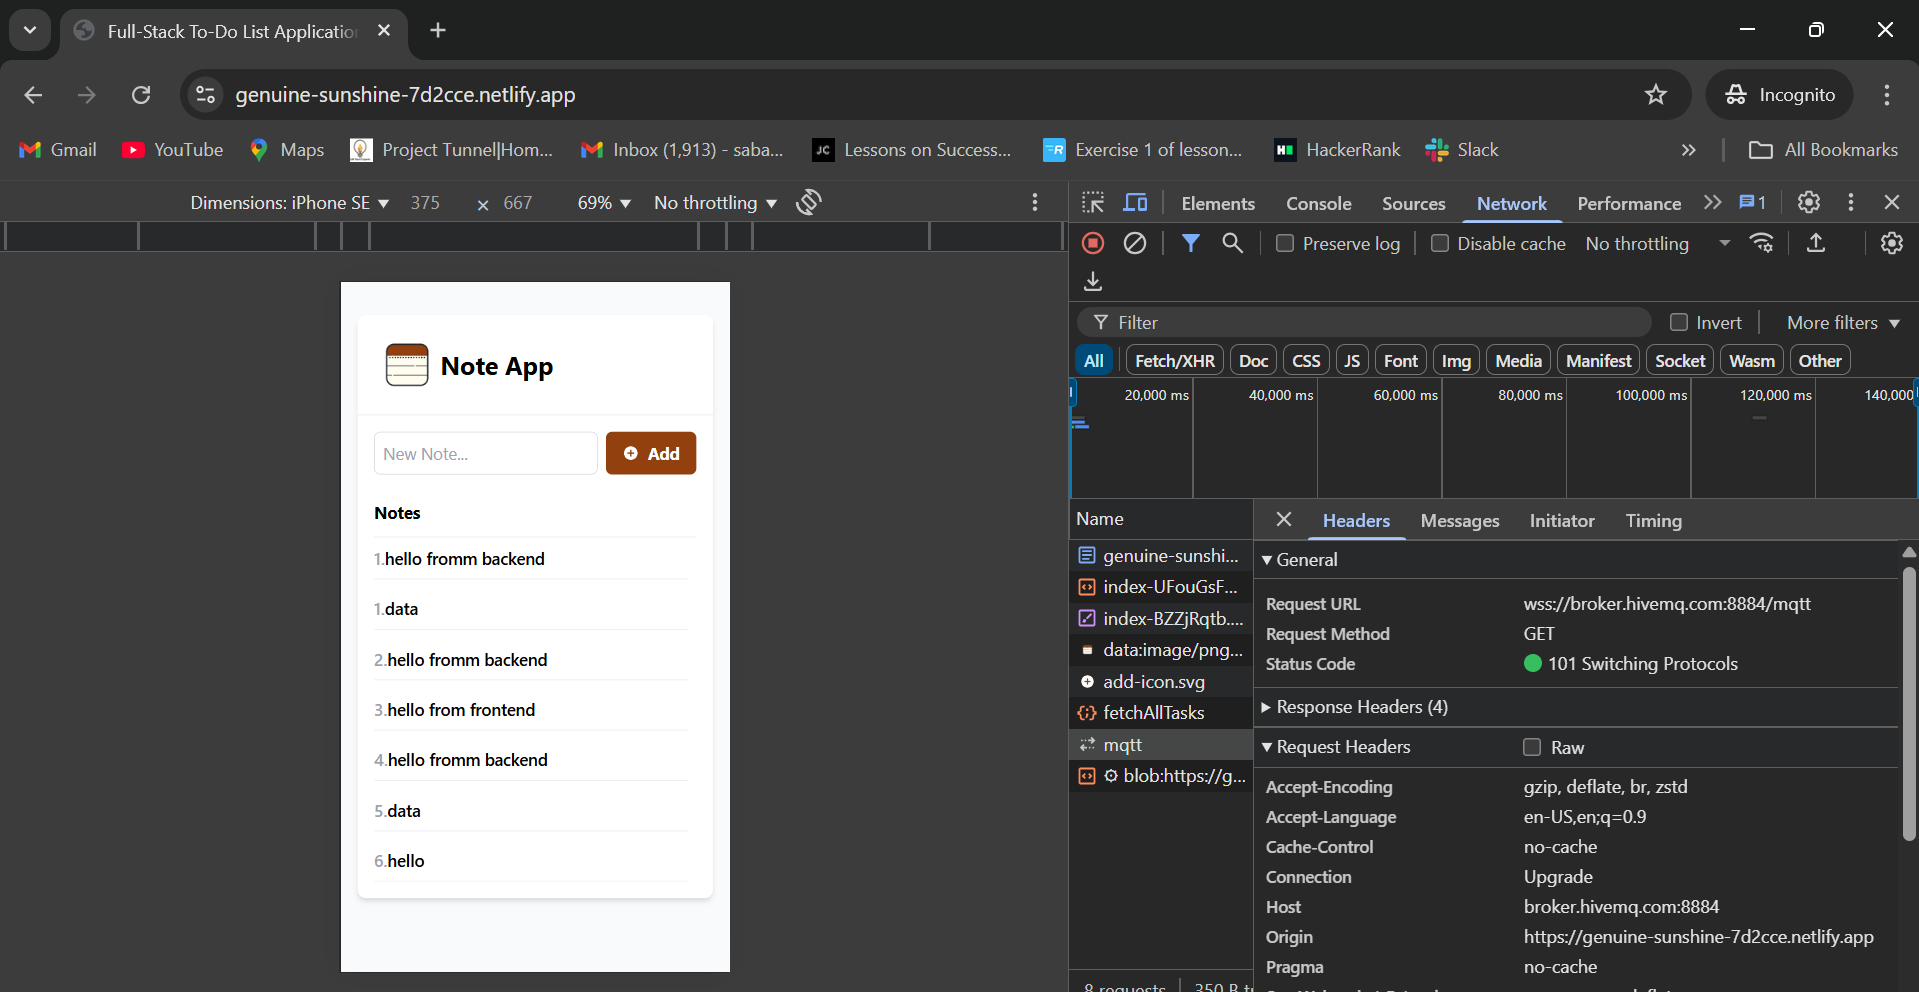 Full-Stack To-Do List Application
genuine-sunshine-7d2cce.netlify.app
Incognito
Gmail
YouTube
Maps
Project Tunnel|Hom...
Inbox (1,913) - saba...
JC
Lessons on Success...
Exercise 1 of lesson...
HackerRank
Slack
All Bookmarks
Dimensions: iPhone SE
375 × 667
69%
No throttling
Elements Console Sources Network Performance
1
Preserve log
Disable cache
No throttling
Filter
Invert
More filters
All Fetch/XHR Doc CSS JS Font Img Media Manifest Socket Wasm Other
20,000 ms 40,000 ms 60,000 ms 80,000 ms 100,000 ms 120,000 ms 140,000
Note App
New Note...
Add
Notes
1.hello fromm backend
1.data
2.hello fromm backend
3.hello from frontend
4.hello fromm backend
5.data
6.hello
Name
genuine-sunshi...
index-UFouGsF...
index-BZZjRqtb....
data:image/png...
add-icon.svg
fetchAllTasks
mqtt
blob:https://g...
8 requests
Headers Messages Initiator Timing
General
Request URL wss://broker.hivemq.com:8884/mqtt
Request Method GET
Status Code 101 Switching Protocols
Response Headers (4)
Request Headers
Raw
Accept-Encoding gzip, deflate, br, zstd
Accept-Language en-US,en;q=0.9
Cache-Control no-cache
Connection Upgrade
Host broker.hivemq.com:8884
Origin https://genuine-sunshine-7d2cce.netlify.app
Pragma no-cache